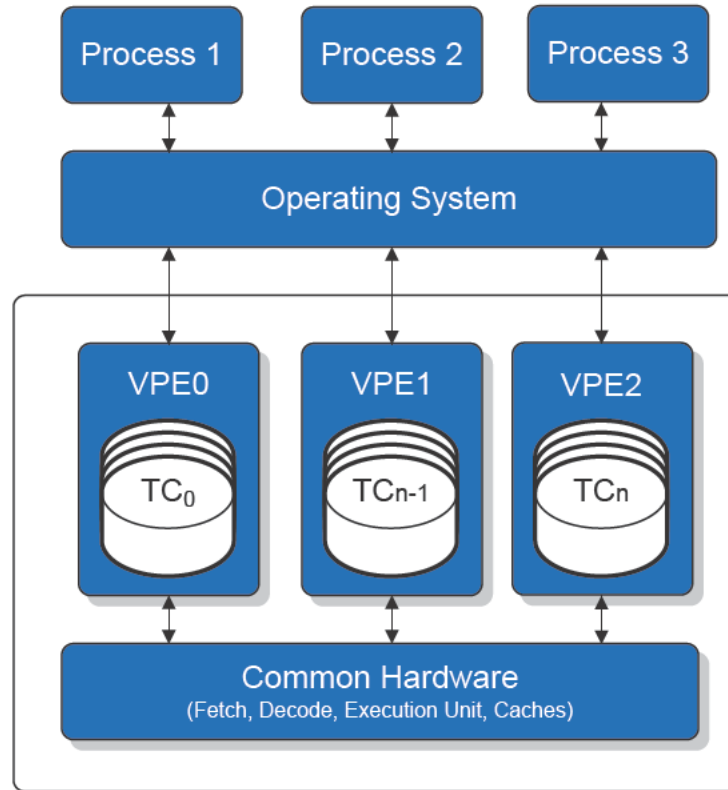 Process 1
Process 2
Process 3
Operating System
VPE0
VPE1
VPE2
TC₀
TCn-1
TCn
Common Hardware
(Fetch, Decode, Execution Unit, Caches)